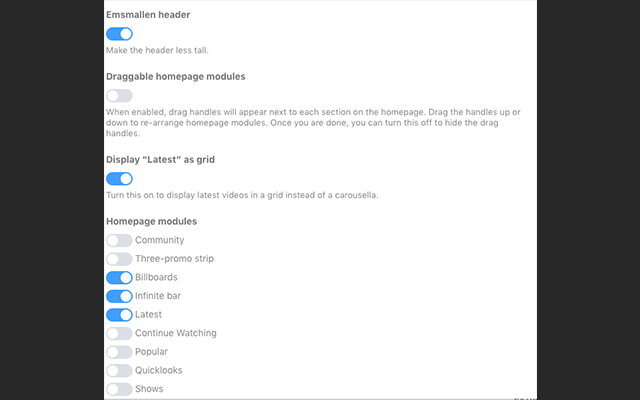 Emsmallen header
Make the header less tall.
Draggable homepage modules
When enabled, drag handles will appear next to each section on the homepage. Drag the handles up or
down to re-arrange homepage modules. Once you are done, you can turn this off to hide the drag
handles.
Display “Latest” as grid
Turn this on to display latest videos in a grid instead of a carousella.
Homepage modules
Community
Three-promo strip
Billboards
Infinite bar
Latest
Continue Watching
Popular
Quicklooks
Shows